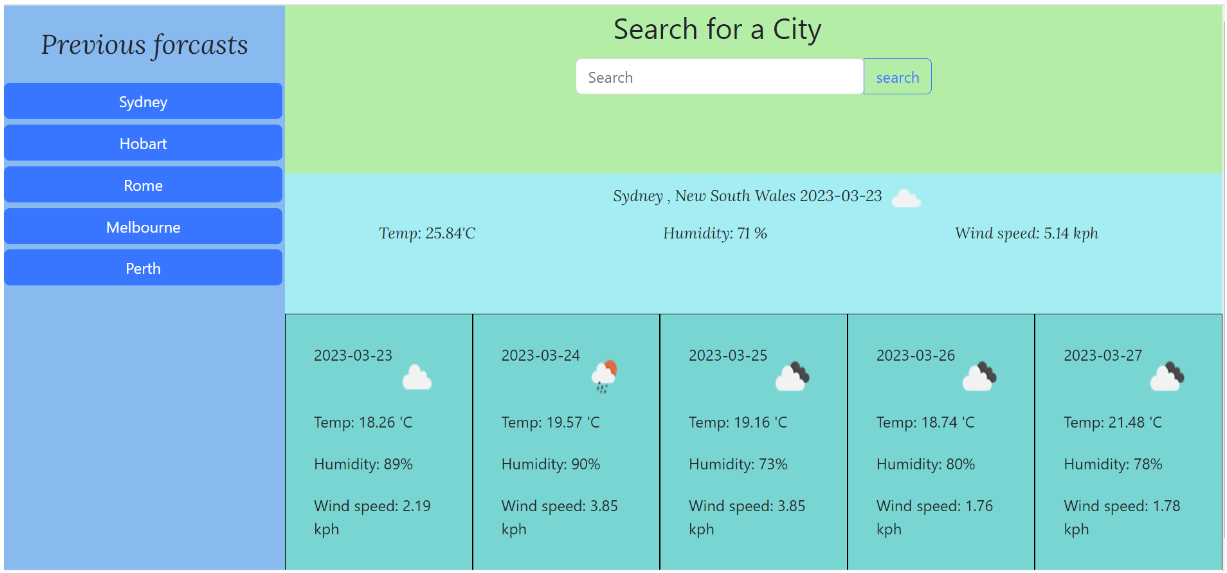 Previous forcasts
Sydney
Hobart
Rome
Melbourne
Perth
Search for a City
Search
search
Sydney , New South Wales 2023-03-23
Temp: 25.84'C
Humidity: 71 %
Wind speed: 5.14 kph
2023-03-23
Temp: 18.26 'C
Humidity: 89%
Wind speed: 2.19
kph
2023-03-24
Temp: 19.57 'C
Humidity: 90%
Wind speed: 3.85
kph
2023-03-25
Temp: 19.16 'C
Humidity: 73%
Wind speed: 3.85
kph
2023-03-26
Temp: 18.74 'C
Humidity: 80%
Wind speed: 1.76
kph
2023-03-27
Temp: 21.48 'C
Humidity: 78%
Wind speed: 1.78
kph